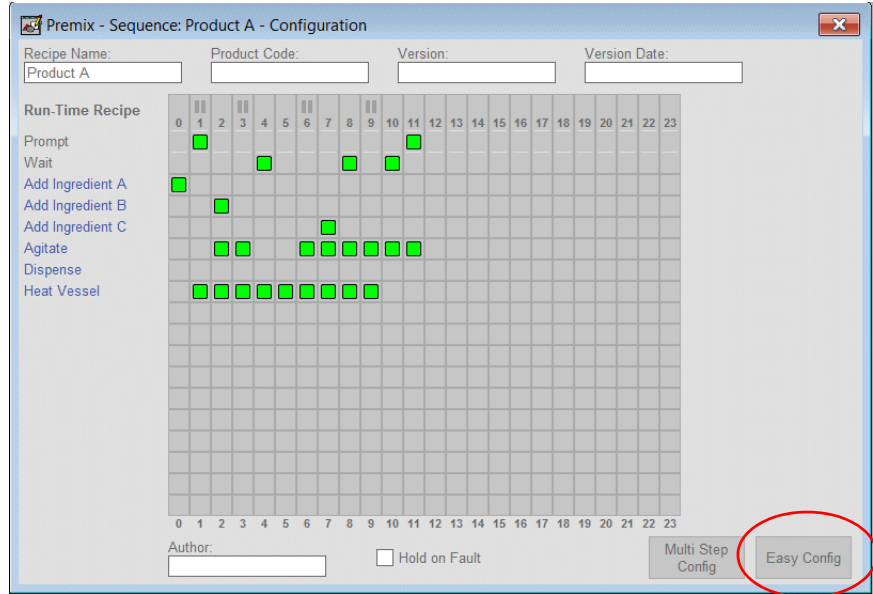 Premix - Sequence: Product A - Configuration
Recipe Name: Product Code: Version: Version Date:
Product A
Run-Time Recipe
0 1 2 3 4 5 6 7 8 9 10 11 12 13 14 15 16 17 18 19 20 21 22 23
Prompt
Wait
Add Ingredient A
Add Ingredient B
Add Ingredient C
Agitate
Dispense
Heat Vessel
0 1 2 3 4 5 6 7 8 9 10 11 12 13 14 15 16 17 18 19 20 21 22 23
Author:
Hold on Fault
Multi Step
Config
Easy Config